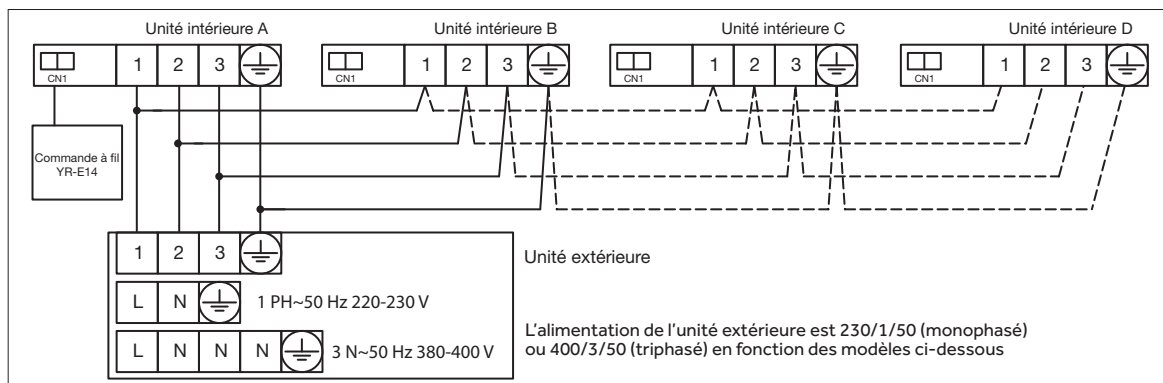 Unité intérieure A
Unité intérieure B
Unité intérieure C
Unité intérieure D
CN1 1 2 3
CN1 1 2 3
CN1 1 2 3
CN1 1 2 3
Commande à fil
YR-E14
1 2 3
Unité extérieure
L N 1 PH~50 Hz 220-230 V
L N N N 3 N~50 Hz 380-400 V
L'alimentation de l'unité extérieure est 230/1/50 (monophasé)
ou 400/3/50 (triphasé) en fonction des modèles ci-dessous